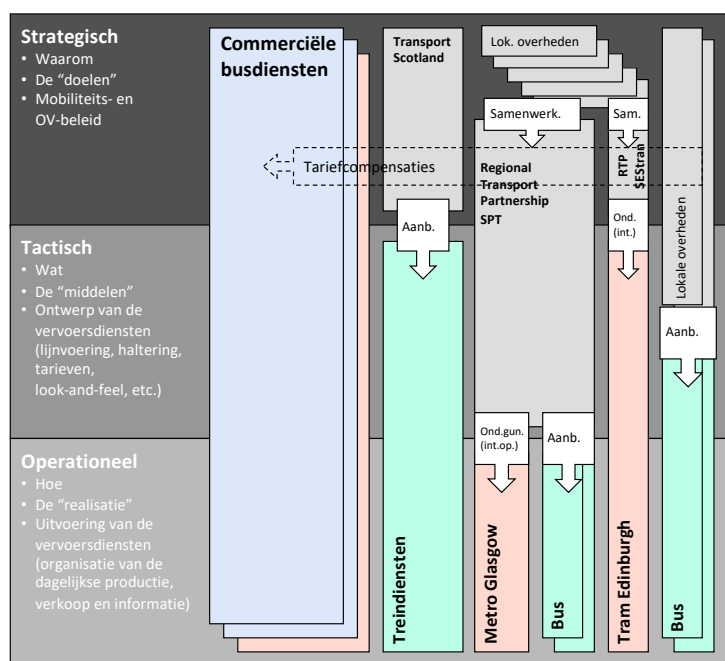 Strategisch
• Waarom
• De “doelen”
• Mobiliteits- en
OV-beleid
Tactisch
• Wat
• De “middelen”
• Ontwerp van de
vervoersdiensten
(lijnvoering, haltering,
tarieven,
look-and-feel, etc.)
Operationeel
• Hoe
• De “realisatie”
• Uitvoering van de
vervoersdiensten
(organisatie van de
dagelijkse productie,
verkoop en informatie)
Commerciële
busdiensten
Transport
Scotland
Lok. overheden
Samenwerk.
Sam.
Tariefcompensaties
Regional
Transport
Partnership
SPT
RTP
SEStran
Aanb.
Ond.
(int.)
Lokale overheden
Aanb.
Ond.gun.
(int.op.)
Aanb.
Treindiensten
Metro Glasgow
Bus
Tram Edinburgh
Bus